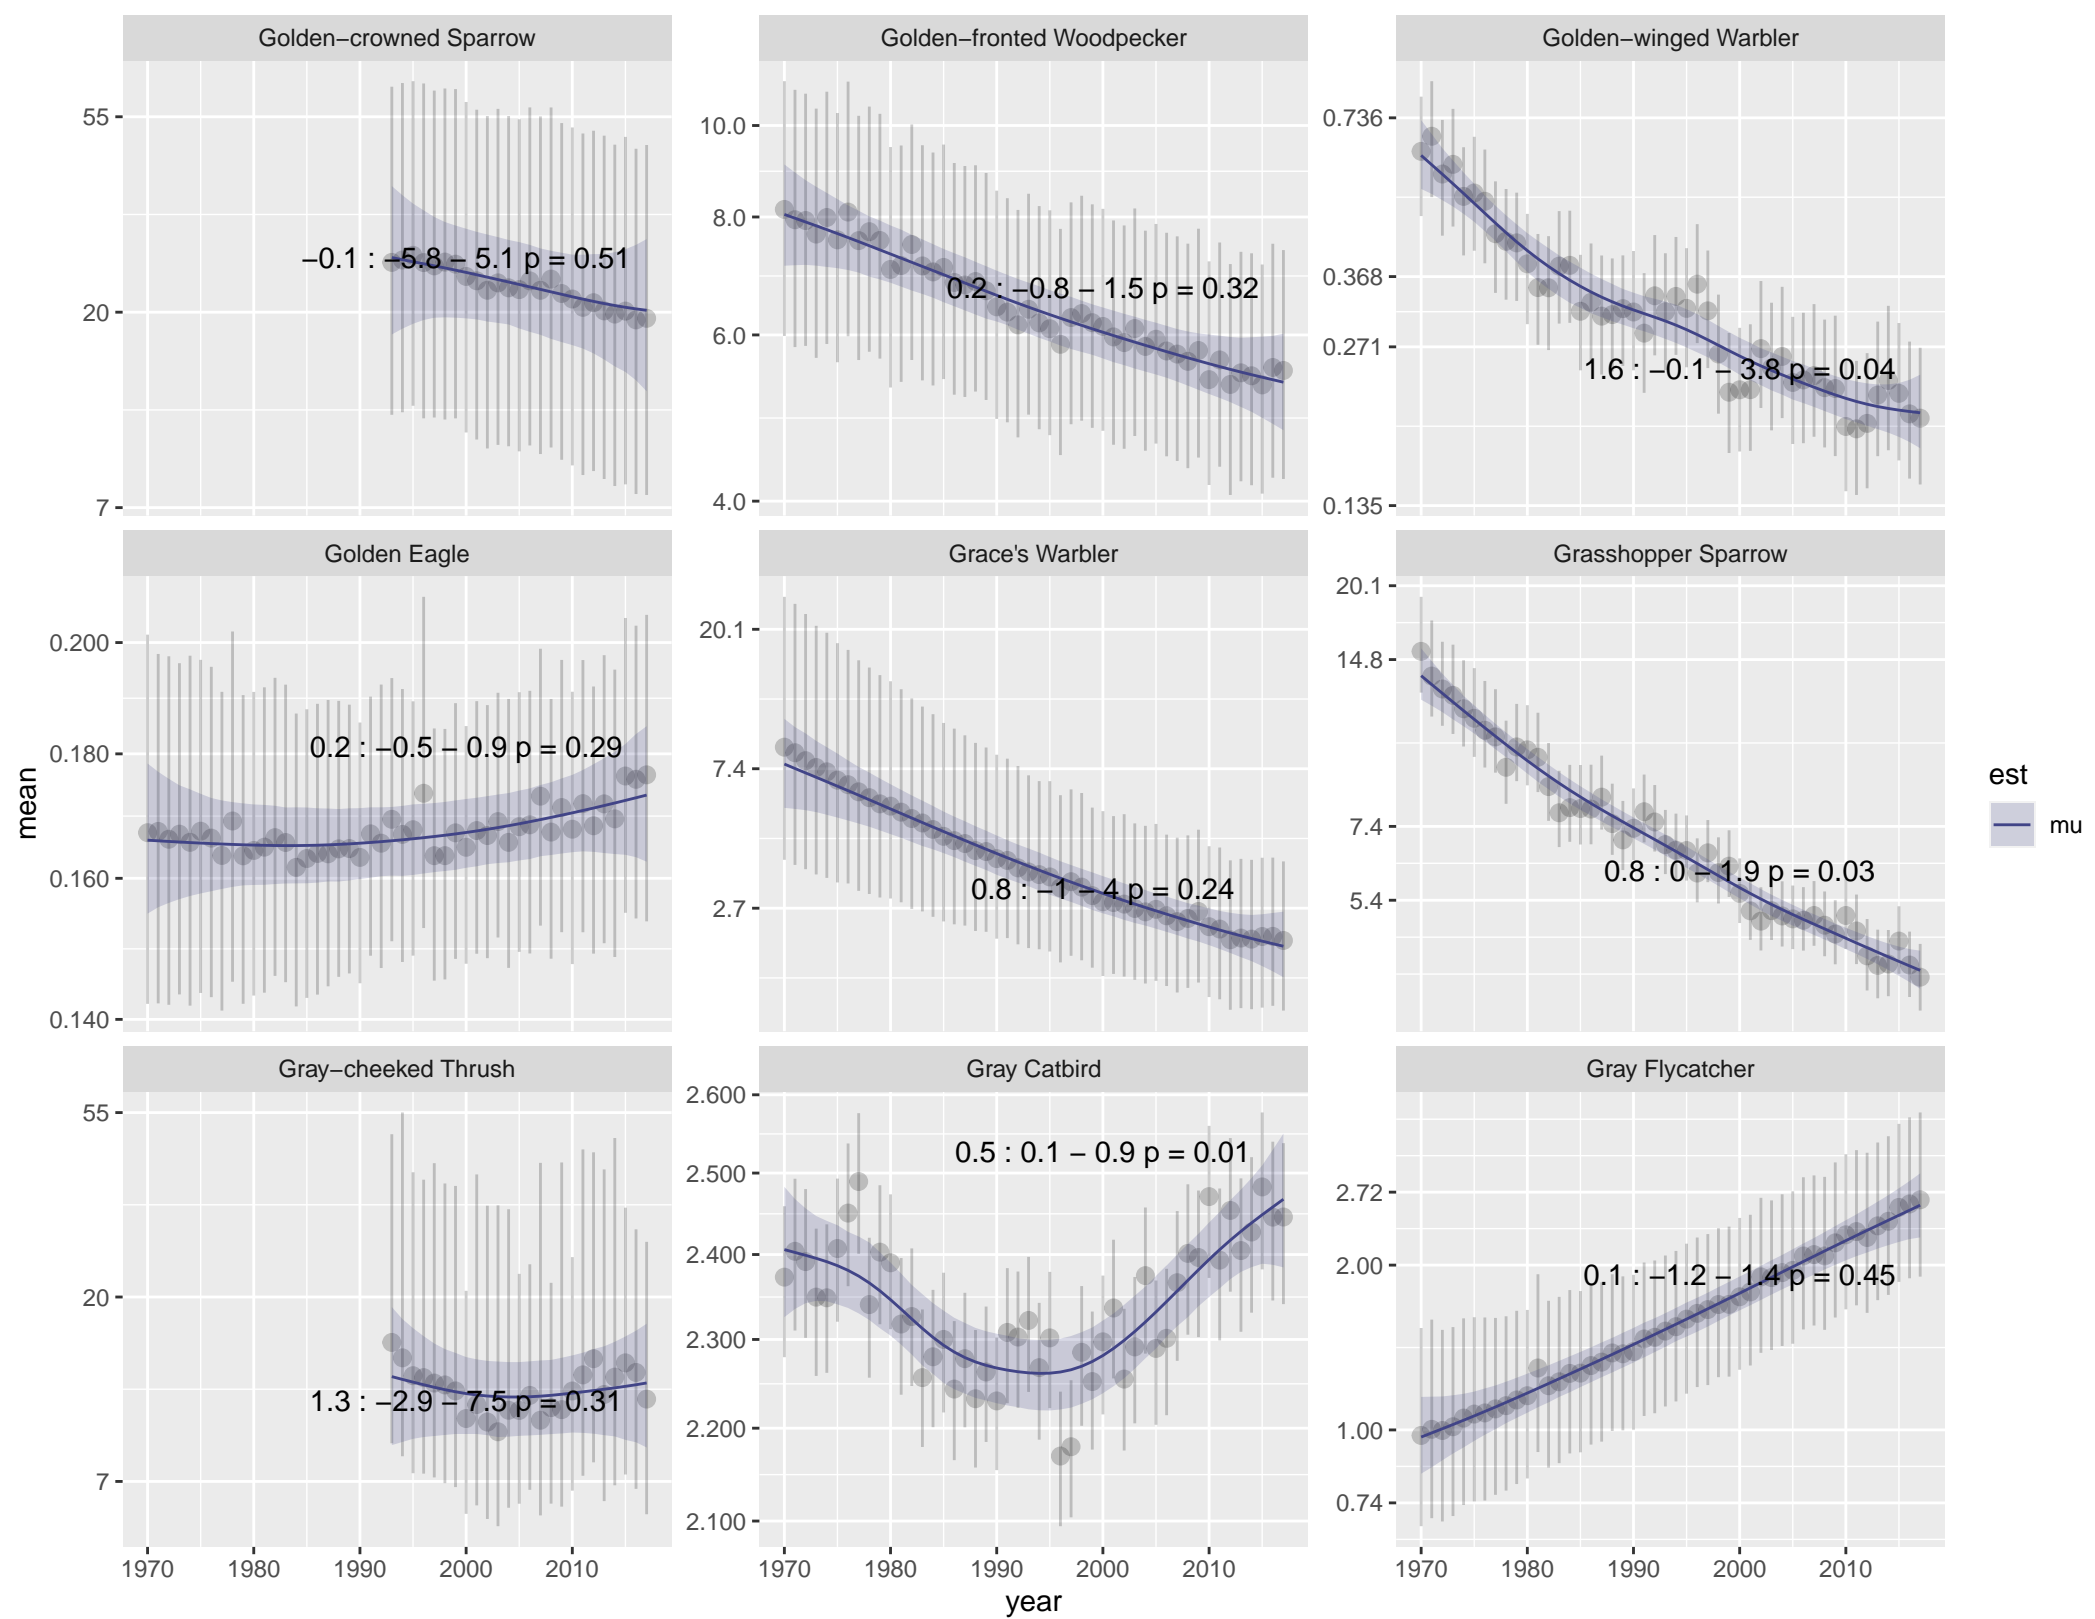 Golden−crowned Sparrow
Golden−fronted Woodpecker
Golden−winged Warbler
55
20
7
−0.1 : −5.8 − 5.1 p = 0.51
10.0
8.0
6.0
4.0
0.2 : −0.8 − 1.5 p = 0.32
0.736
0.368
0.271
0.135
1.6 : −0.1 − 3.8 p = 0.04
Golden Eagle
Grace's Warbler
Grasshopper Sparrow
0.200
0.180
0.160
0.140
0.2 : −0.5 − 0.9 p = 0.29
20.1
7.4
2.7
0.8 : −1 − 4 p = 0.24
20.1
14.8
7.4
5.4
0.8 : 0 − 1.9 p = 0.03
Gray−cheeked Thrush
Gray Catbird
Gray Flycatcher
55
20
7
1.3 : −2.9 − 7.5 p = 0.31
2.600
2.500
2.400
2.300
2.200
2.100
0.5 : 0.1 − 0.9 p = 0.01
2.72
2.00
1.00
0.74
0.1 : −1.2 − 1.4 p = 0.45
1970 1980 1990 2000 2010
1970 1980 1990 2000 2010
1970 1980 1990 2000 2010
year
mean
est
mu